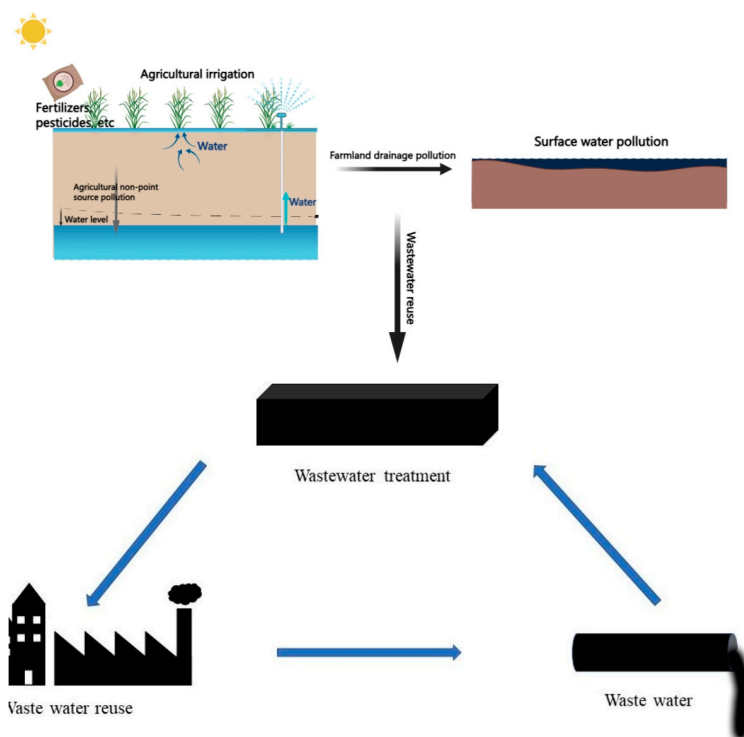 Agricultural irrigation
Fertilizers,
pesticides, etc
Water
Agricultural non-point
source pollution
Water
Water level
Farmland drainage pollution
Surface water pollution
Wastewater reuse
Wastewater treatment
Waste water reuse
Waste water